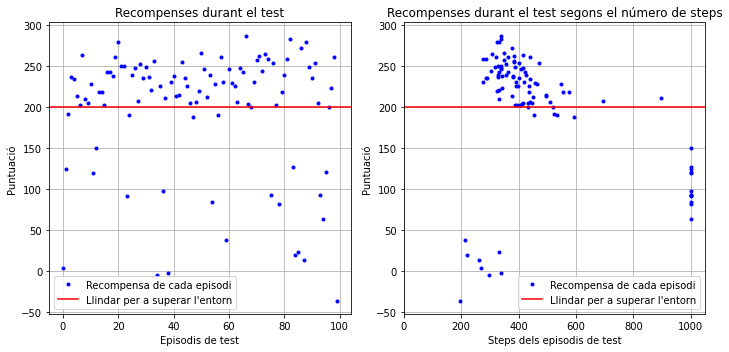 Recompenses durant el test
300
250
200
150
100
50
0
−50
Puntuació
0
20
40
60
80
100
Episodis de test
Recompensa de cada episodi
Llindar per a superar l'entorn
Recompenses durant el test segons el número de steps
300
250
200
150
100
50
0
−50
Puntuació
0
200
400
600
800
1000
Steps dels episodis de test
Recompensa de cada episodi
Llindar per a superar l'entorn